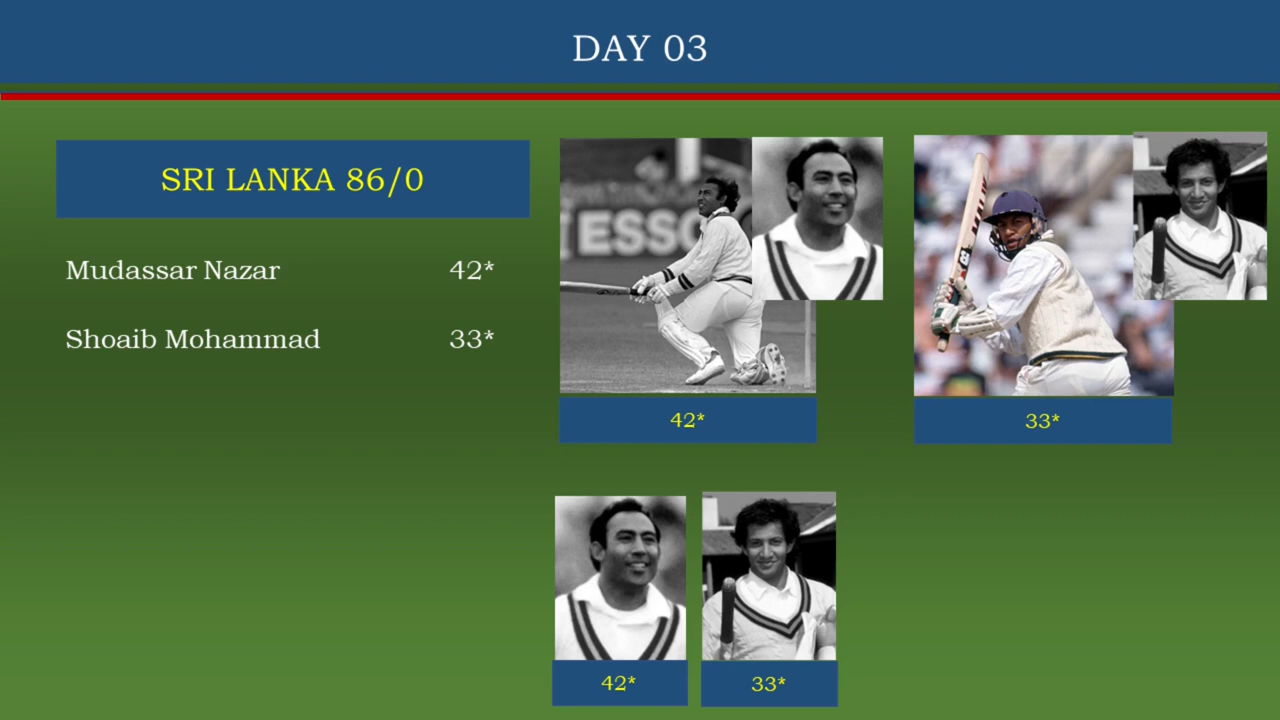 DAY 03
SRI LANKA 86/0
Mudassar Nazar 42*
Shoaib Mohammad 33*
ESSO
42*
33*
42*
33*